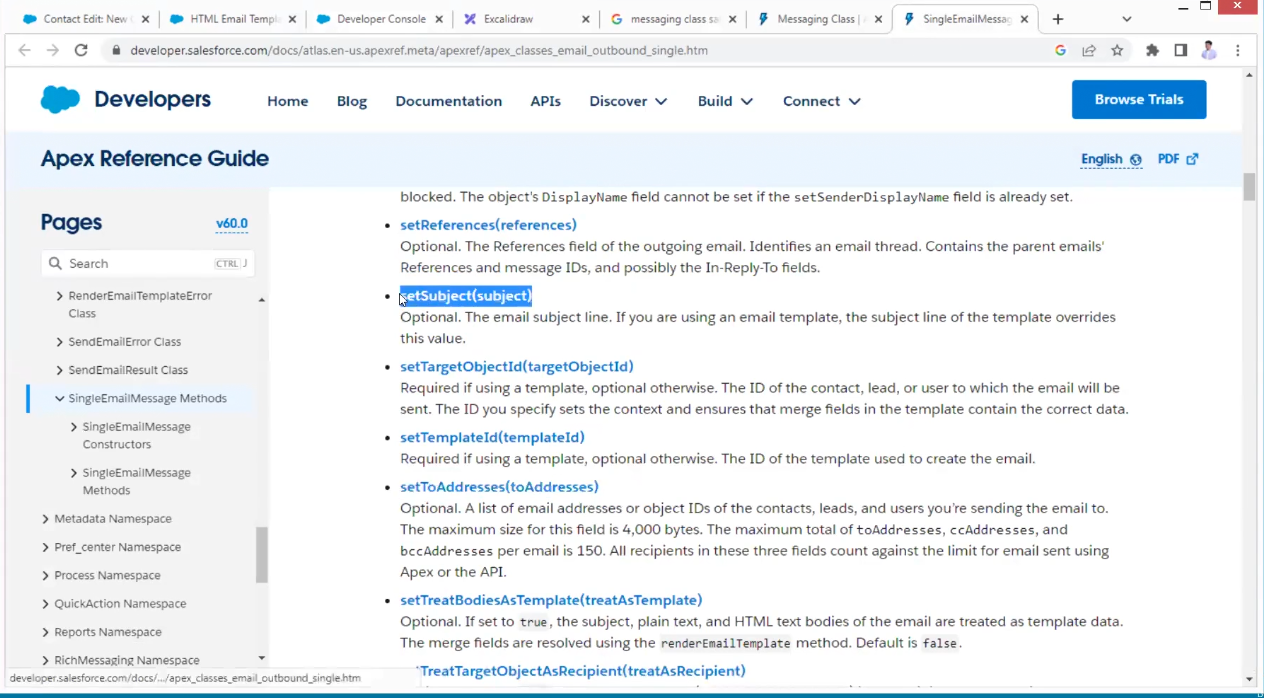 Contact Edit: New
HTML Email Templ
Developer Console
Excalidraw
messaging class sa
Messaging Class |
SingleEmailMessag
developer.salesforce.com/docs/atlas.en-us.apexref.meta/apexref/apex_classes_email_outbound_single.htm
Developers
Home
Blog
Documentation
APIs
Discover
Build
Connect
Browse Trials
Apex Reference Guide
English
PDF
Pages
v60.0
Search
CTRL J
RenderEmailTemplateError
Class
SendEmailError Class
SendEmailResult Class
SingleEmailMessage Methods
SingleEmailMessage
Constructors
SingleEmailMessage
Methods
Metadata Namespace
Pref_center Namespace
Process Namespace
QuickAction Namespace
Reports Namespace
RichMessaging Namespace
blocked. The object's DisplayName field cannot be set if the setSenderDisplayName field is already set.
• setReferences(references)
Optional. The References field of the outgoing email. Identifies an email thread. Contains the parent emails'
References and message IDs, and possibly the In-Reply-To fields.
• setSubject(subject)
Optional. The email subject line. If you are using an email template, the subject line of the template overrides
this value.
• setTargetObjectId(targetObjectId)
Required if using a template, optional otherwise. The ID of the contact, lead, or user to which the email will be
sent. The ID you specify sets the context and ensures that merge fields in the template contain the correct data.
• setTemplateId(templateId)
Required if using a template, optional otherwise. The ID of the template used to create the email.
• setToAddresses(toAddresses)
Optional. A list of email addresses or object IDs of the contacts, leads, and users you're sending the email to.
The maximum size for this field is 4,000 bytes. The maximum total of toAddresses, ccAddresses, and
bccAddresses per email is 150. All recipients in these three fields count against the limit for email sent using
Apex or the API.
• setTreatBodiesAsTemplate(treatAsTemplate)
Optional. If set to true, the subject, plain text, and HTML text bodies of the email are treated as template data.
The merge fields are resolved using the renderEmailTemplate method. Default is false.
TreatTargetObjectAsRecipient(treatAsRecipient)
developer.salesforce.com/docs/.../apex_classes_email_outbound_single.htm